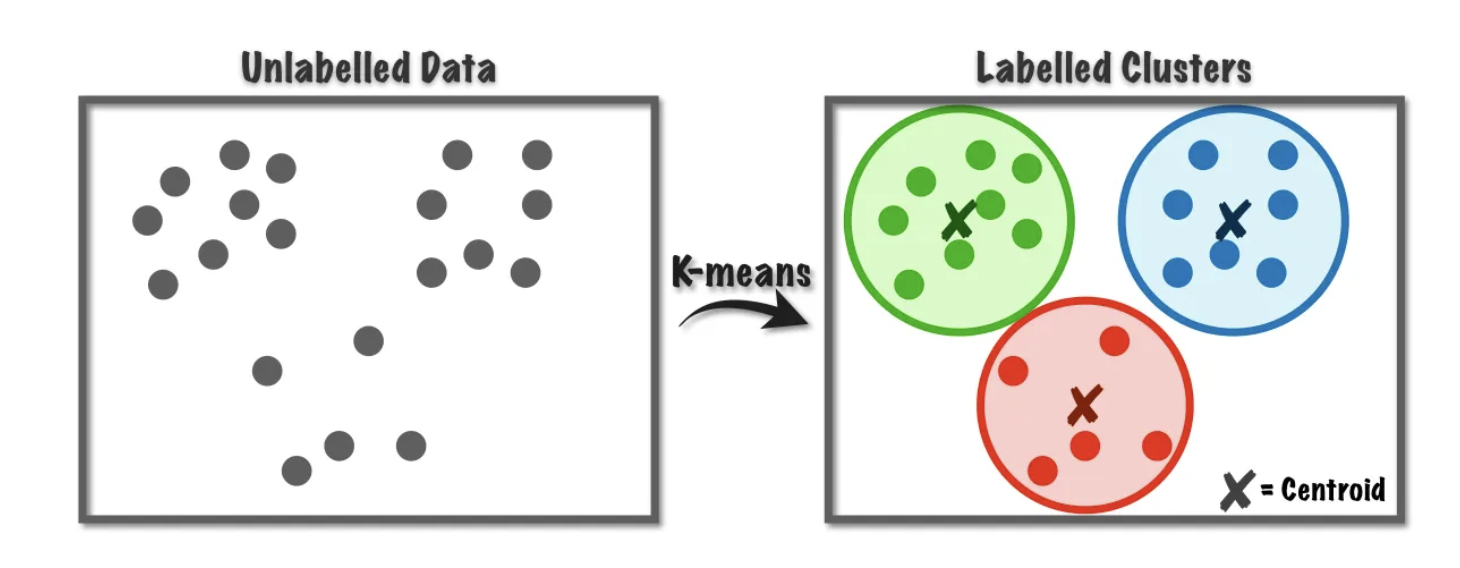 Unlabelled Data
Labelled Clusters
K-means
= Centroid